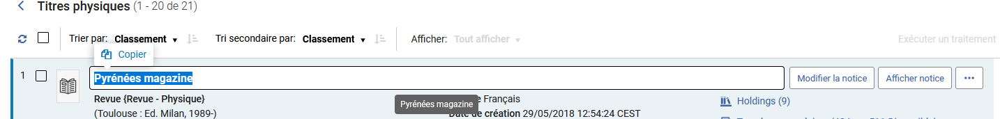 Titres physiques (1 - 20 de 21)
Trier par: Classement Tri secondaire par: Classement Afficher: Tout afficher Exécuter un traitement
Copier
1 Pyrénées magazine Modifier la notice Afficher notice ...
Revue {Revue - Physique} Français Holdings (9)
Pyrénées magazine
(Toulouse : Ed. Milan, 1989-) Date de création 29/05/2018 12:54:24 CEST